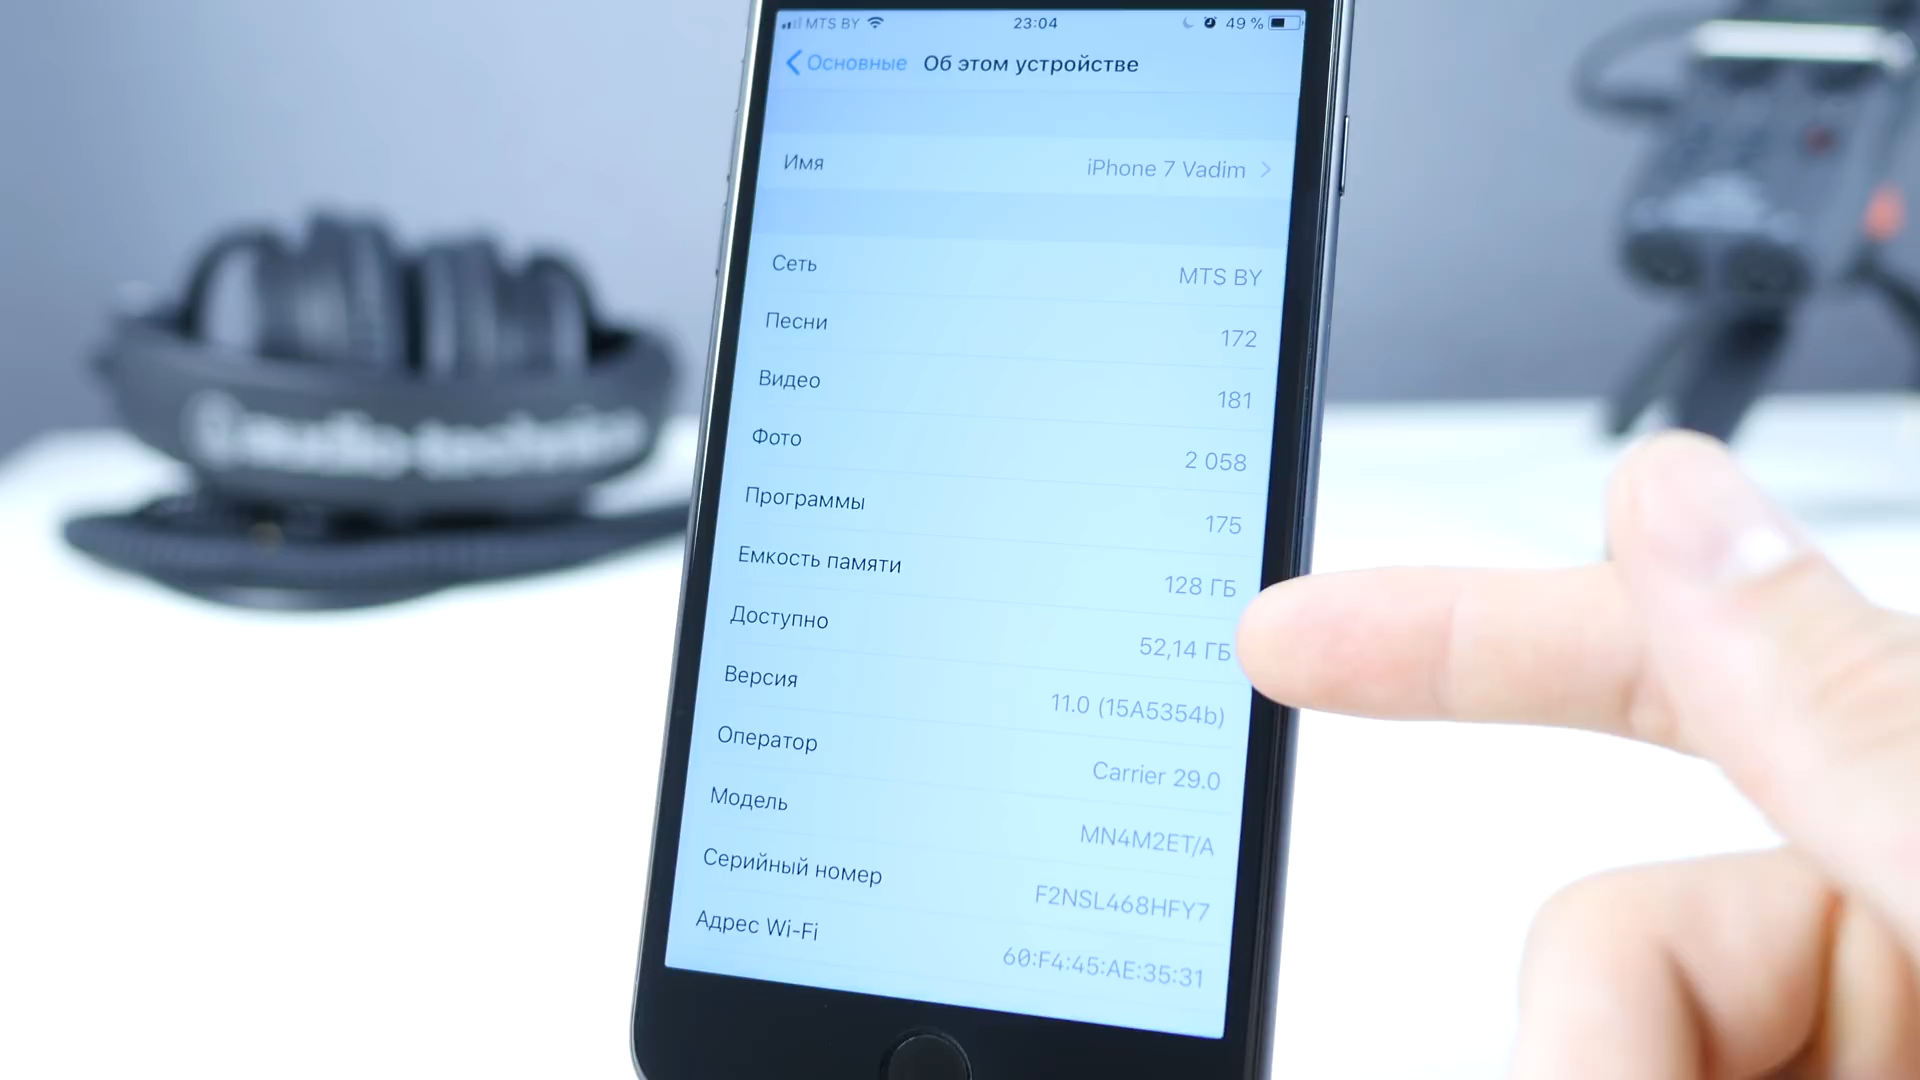 MTS BY 23:04 49 %
Основные Об этом устройстве
Имя iPhone 7 Vadim
Сеть MTS BY
Песни 172
Видео 181
Фото 2 058
Программы 175
Емкость памяти 128 ГБ
Доступно 52,14 ГБ
Версия 11.0 (15A5354b)
Оператор Carrier 29.0
Модель MN4M2ET/A
Серийный номер F2NSL468HFY7
Адрес Wi-Fi 60:F4:45:AE:35:31
audio-technica